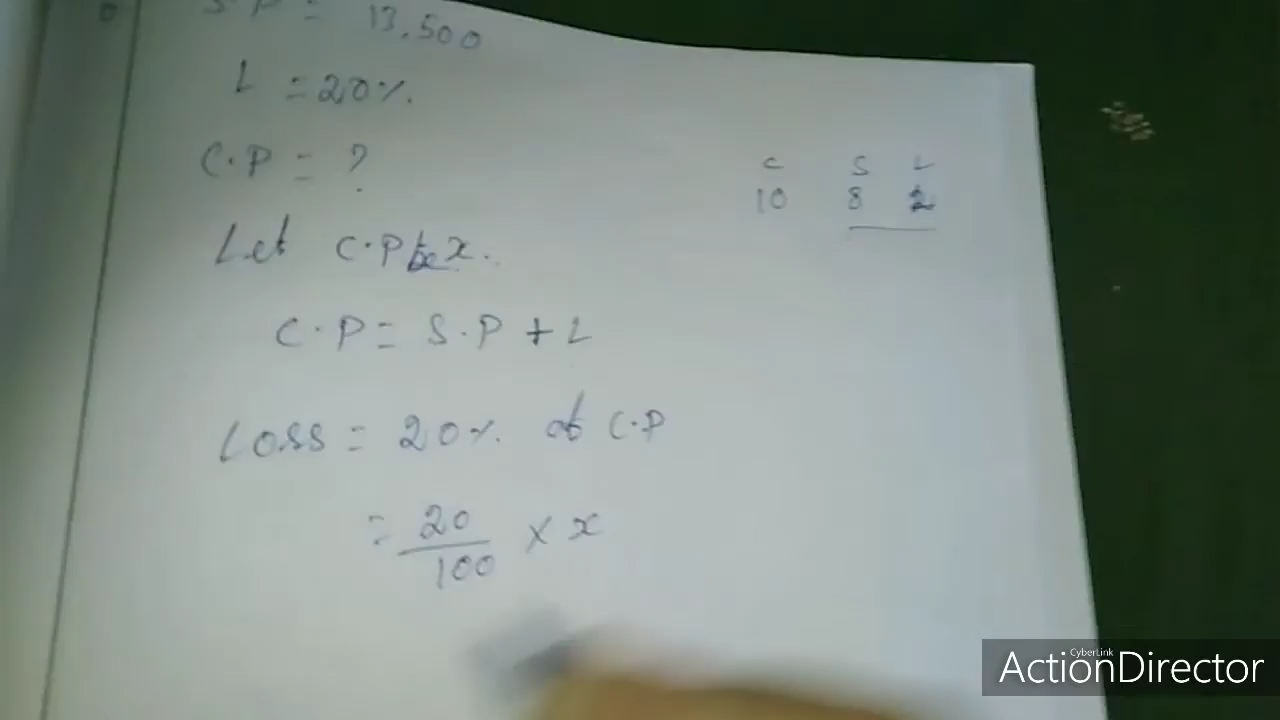 S.P = 13,500
L = 20%.
C.P = ?
Let C.P be x.
C.P = S.P + L
Loss = 20% of C.P
= 20/100 × x
C S L
10 8 2
CyberLink
ActionDirector